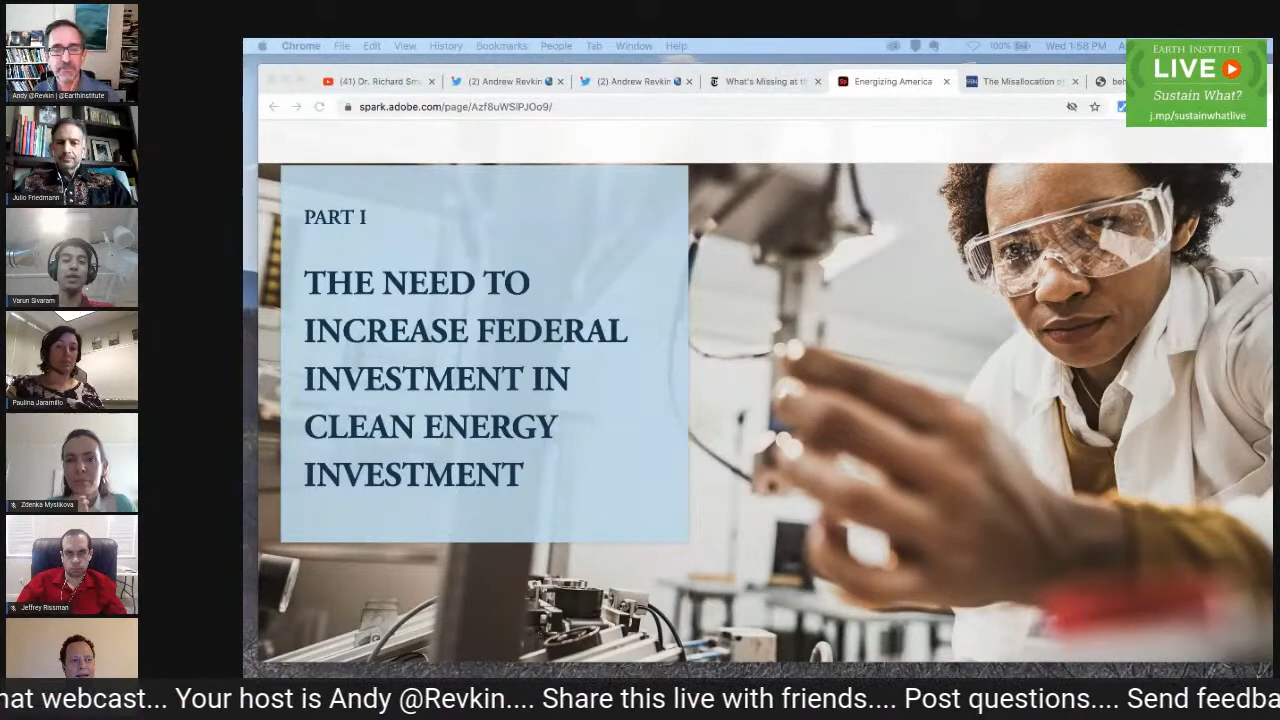 Andy @Revkin | @EarthInstitute
Julio Friedmann
Varun Sivaram
Paulina Jaramillo
Zdenka Myslikova
Jeffrey Rissman
Chrome File Edit View History Bookmarks People Tab Window Help 100% Wed 1:58 PM
(41) Dr. Richard Sm (2) Andrew Revkin (2) Andrew Revkin What's Missing at th Energizing America The Misallocation of beh
spark.adobe.com/page/Azf8uWSlPJOo9/
EARTH INSTITUTE
LIVE
Sustain What?
j.mp/sustainwhatlive
PART I
THE NEED TO
INCREASE FEDERAL
INVESTMENT IN
CLEAN ENERGY
INVESTMENT
hat webcast... Your host is Andy @Revkin.... Share this live with friends.... Post questions.... Send feedba